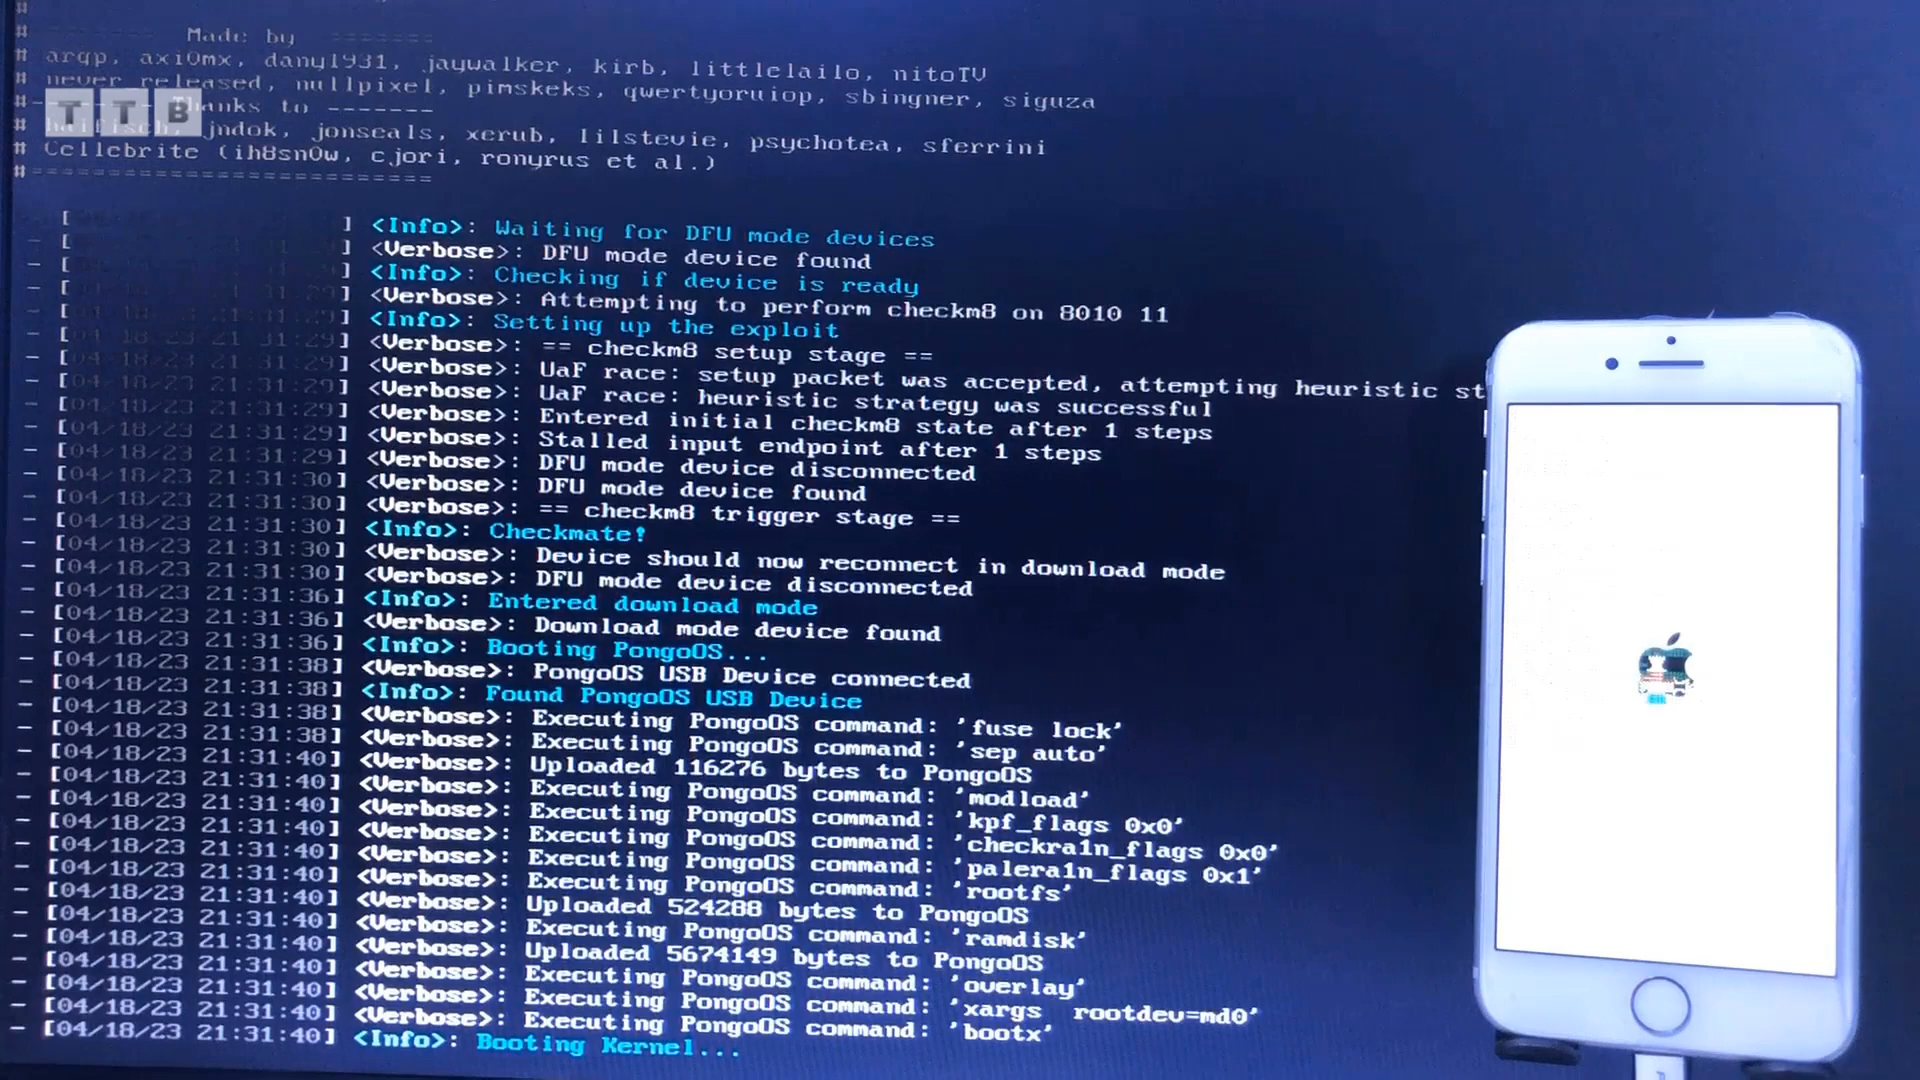 #
# ======= Made by =======
# argp, axi0mx, dany1931, jaywalker, kirb, littlelailo, nitoTV
# never_released, nullpixel, pimskeks, qwertyoruiop, sbingner, siguza
#------- Thanks to -------
TTB
# haifisch, jndok, jonseals, xerub, lilstevie, psychotea, sferrini
# Cellebrite (ih8sn0w, cjori, ronyrus et al.)
#==========================
- [ ] <Info>: Waiting for DFU mode devices
- [ ] <Verbose>: DFU mode device found
- [ ] <Info>: Checking if device is ready
- [ 29] <Verbose>: Attempting to perform checkm8 on 8010 11
- [ 18/23 21:31:29] <Info>: Setting up the exploit
- [ 18/23 21:31:29] <Verbose>: == checkm8 setup stage ==
- [04/18/23 21:31:29] <Verbose>: UaF race: setup packet was accepted, attempting heuristic st
- [04/18/23 21:31:29] <Verbose>: UaF race: heuristic strategy was successful
- [04/18/23 21:31:29] <Verbose>: Entered initial checkm8 state after 1 steps
- [04/18/23 21:31:29] <Verbose>: Stalled input endpoint after 1 steps
- [04/18/23 21:31:29] <Verbose>: DFU mode device disconnected
- [04/18/23 21:31:30] <Verbose>: DFU mode device found
- [04/18/23 21:31:30] <Verbose>: == checkm8 trigger stage ==
- [04/18/23 21:31:30] <Info>: Checkmate!
- [04/18/23 21:31:30] <Verbose>: Device should now reconnect in download mode
- [04/18/23 21:31:30] <Verbose>: DFU mode device disconnected
- [04/18/23 21:31:36] <Info>: Entered download mode
- [04/18/23 21:31:36] <Verbose>: Download mode device found
- [04/18/23 21:31:36] <Info>: Booting PongoOS...
- [04/18/23 21:31:38] <Verbose>: PongoOS USB Device connected
- [04/18/23 21:31:38] <Info>: Found PongoOS USB Device
- [04/18/23 21:31:38] <Verbose>: Executing PongoOS command: 'fuse lock'
- [04/18/23 21:31:38] <Verbose>: Executing PongoOS command: 'sep auto'
- [04/18/23 21:31:40] <Verbose>: Uploaded 116276 bytes to PongoOS
- [04/18/23 21:31:40] <Verbose>: Executing PongoOS command: 'modload'
- [04/18/23 21:31:40] <Verbose>: Executing PongoOS command: 'kpf_flags 0x0'
- [04/18/23 21:31:40] <Verbose>: Executing PongoOS command: 'checkra1n_flags 0x0'
- [04/18/23 21:31:40] <Verbose>: Executing PongoOS command: 'palera1n_flags 0x1'
- [04/18/23 21:31:40] <Verbose>: Executing PongoOS command: 'rootfs'
- [04/18/23 21:31:40] <Verbose>: Uploaded 524288 bytes to PongoOS
- [04/18/23 21:31:40] <Verbose>: Executing PongoOS command: 'ramdisk'
- [04/18/23 21:31:40] <Verbose>: Uploaded 5674149 bytes to PongoOS
- [04/18/23 21:31:40] <Verbose>: Executing PongoOS command: 'overlay'
- [04/18/23 21:31:40] <Verbose>: Executing PongoOS command: 'xargs  rootdev=md0'
- [04/18/23 21:31:40] <Verbose>: Executing PongoOS command: 'bootx'
- [04/18/23 21:31:40] <Info>: Booting Kernel...